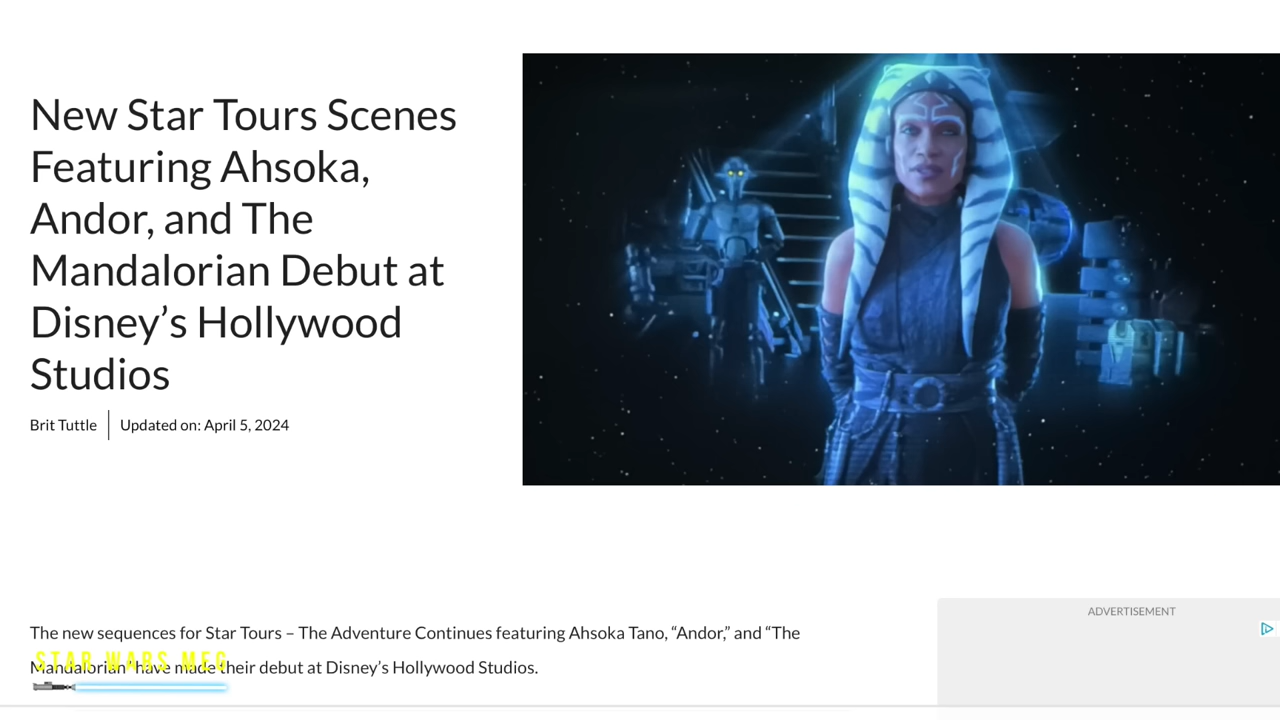 New Star Tours Scenes
Featuring Ahsoka,
Andor, and The
Mandalorian Debut at
Disney’s Hollywood
Studios
Brit Tuttle
Updated on: April 5, 2024
ADVERTISEMENT
The new sequences for Star Tours – The Adventure Continues featuring Ahsoka Tano, “Andor,” and “The
Mandalorian” have made their debut at Disney’s Hollywood Studios.
STAR WARS MEG